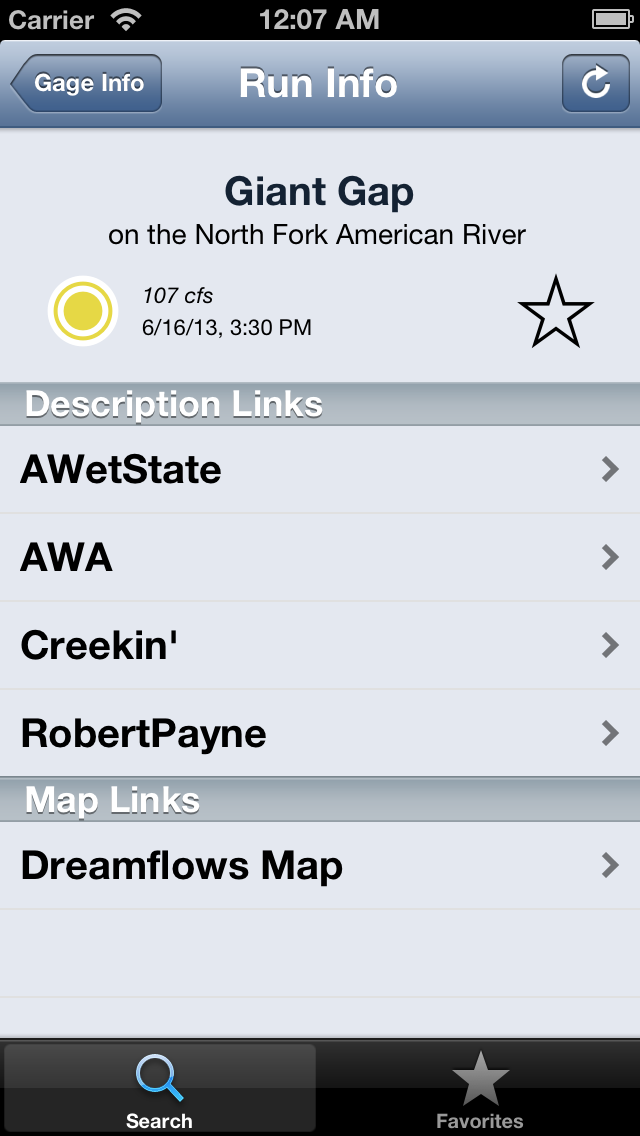 Carrier 12:07 AM
Gage Info Run Info
Giant Gap
on the North Fork American River
107 cfs
6/16/13, 3:30 PM
Description Links
AWetState
AWA
Creekin'
RobertPayne
Map Links
Dreamflows Map
Search Favorites